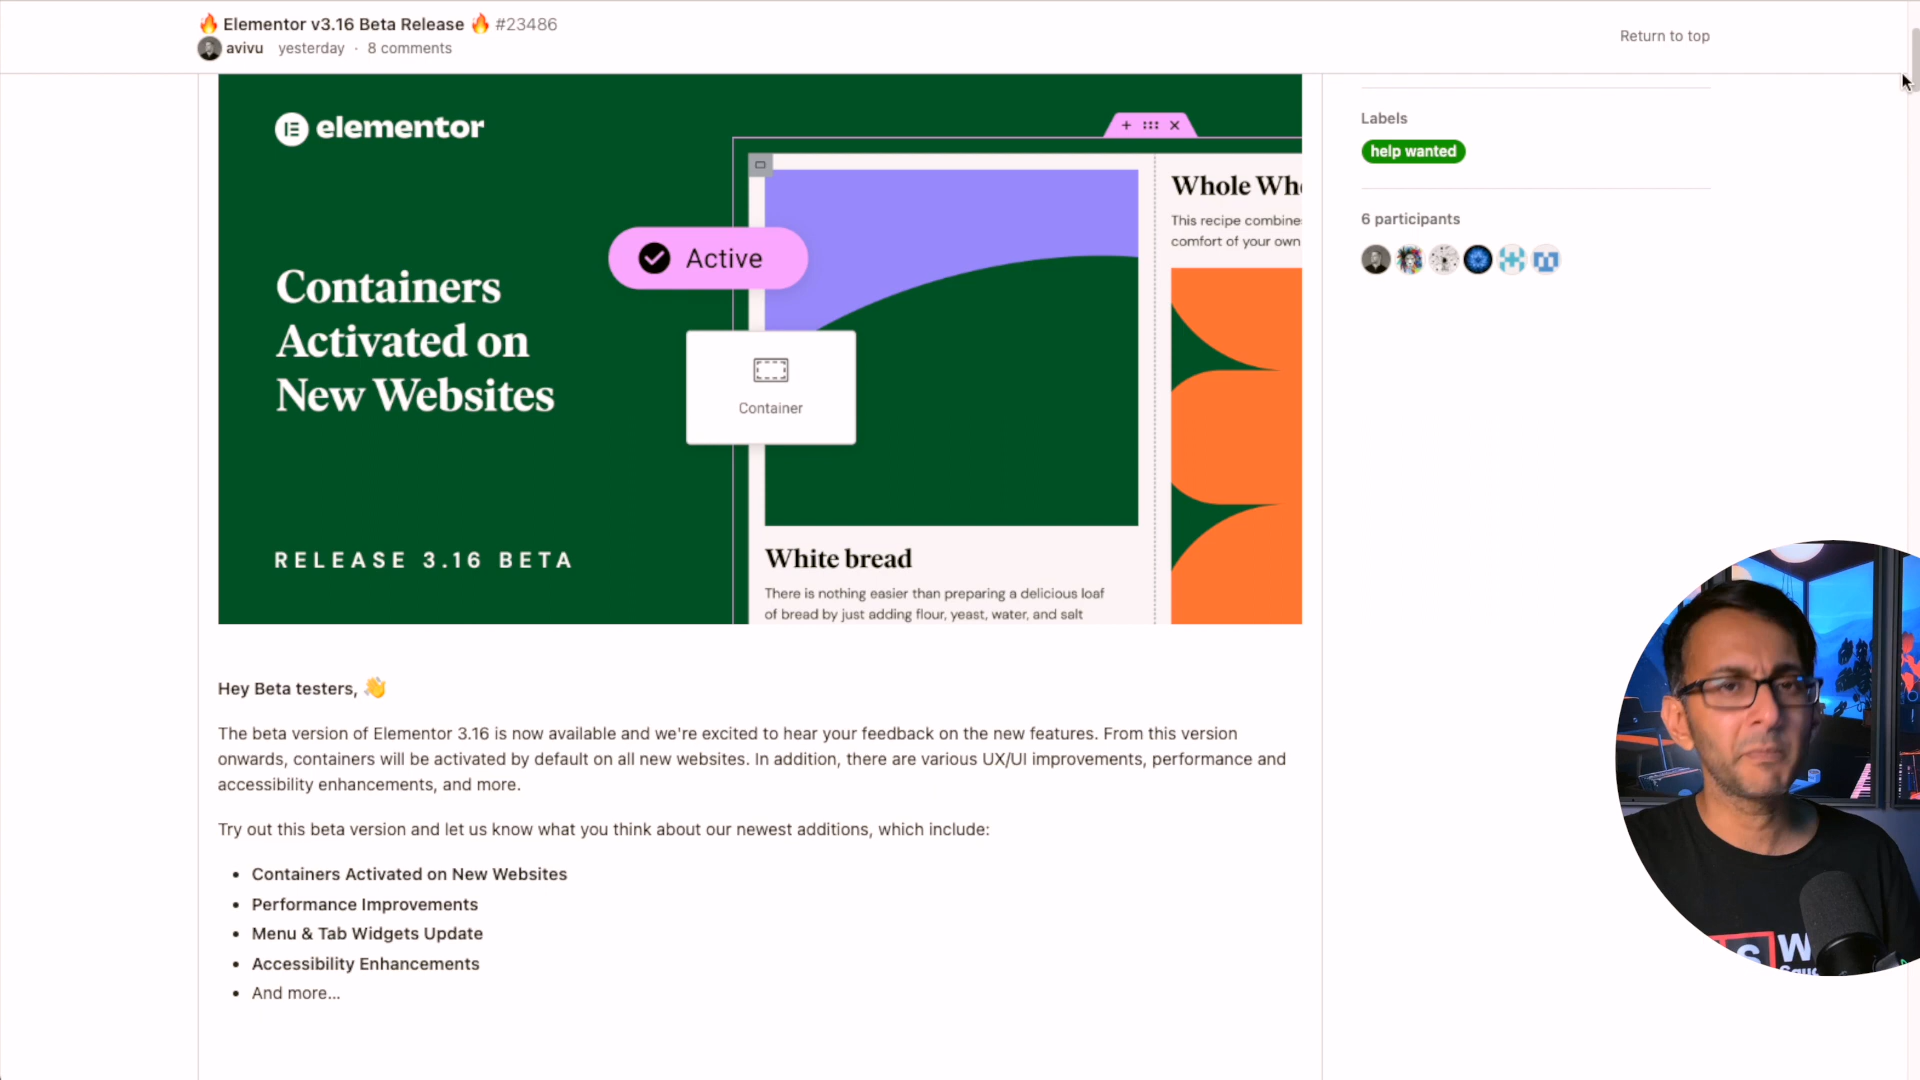 🔥 Elementor v3.16 Beta Release 🔥 #23486
avivu yesterday · 8 comments
Return to top
elementor
Containers
Activated on
New Websites
RELEASE 3.16 BETA
Active
Container
White bread
There is nothing easier than preparing a delicious loaf
of bread by just adding flour, yeast, water, and salt
This recipe combine
comfort of your own
Labels
help wanted
6 participants
Hey Beta testers, 👋
The beta version of Elementor 3.16 is now available and we're excited to hear your feedback on the new features. From this version
onwards, containers will be activated by default on all new websites. In addition, there are various UX/UI improvements, performance and
accessibility enhancements, and more.
Try out this beta version and let us know what you think about our newest additions, which include:
• Containers Activated on New Websites
• Performance Improvements
• Menu & Tab Widgets Update
• Accessibility Enhancements
• And more...